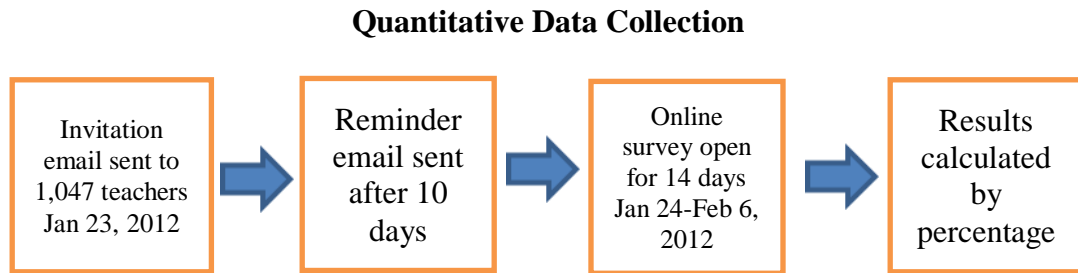 Quantitative Data Collection
Invitation
email sent to
1,047 teachers
Jan 23, 2012
Reminder
email sent
after 10
days
Online
survey open
for 14 days
Jan 24-Feb 6,
2012
Results
calculated
by
percentage